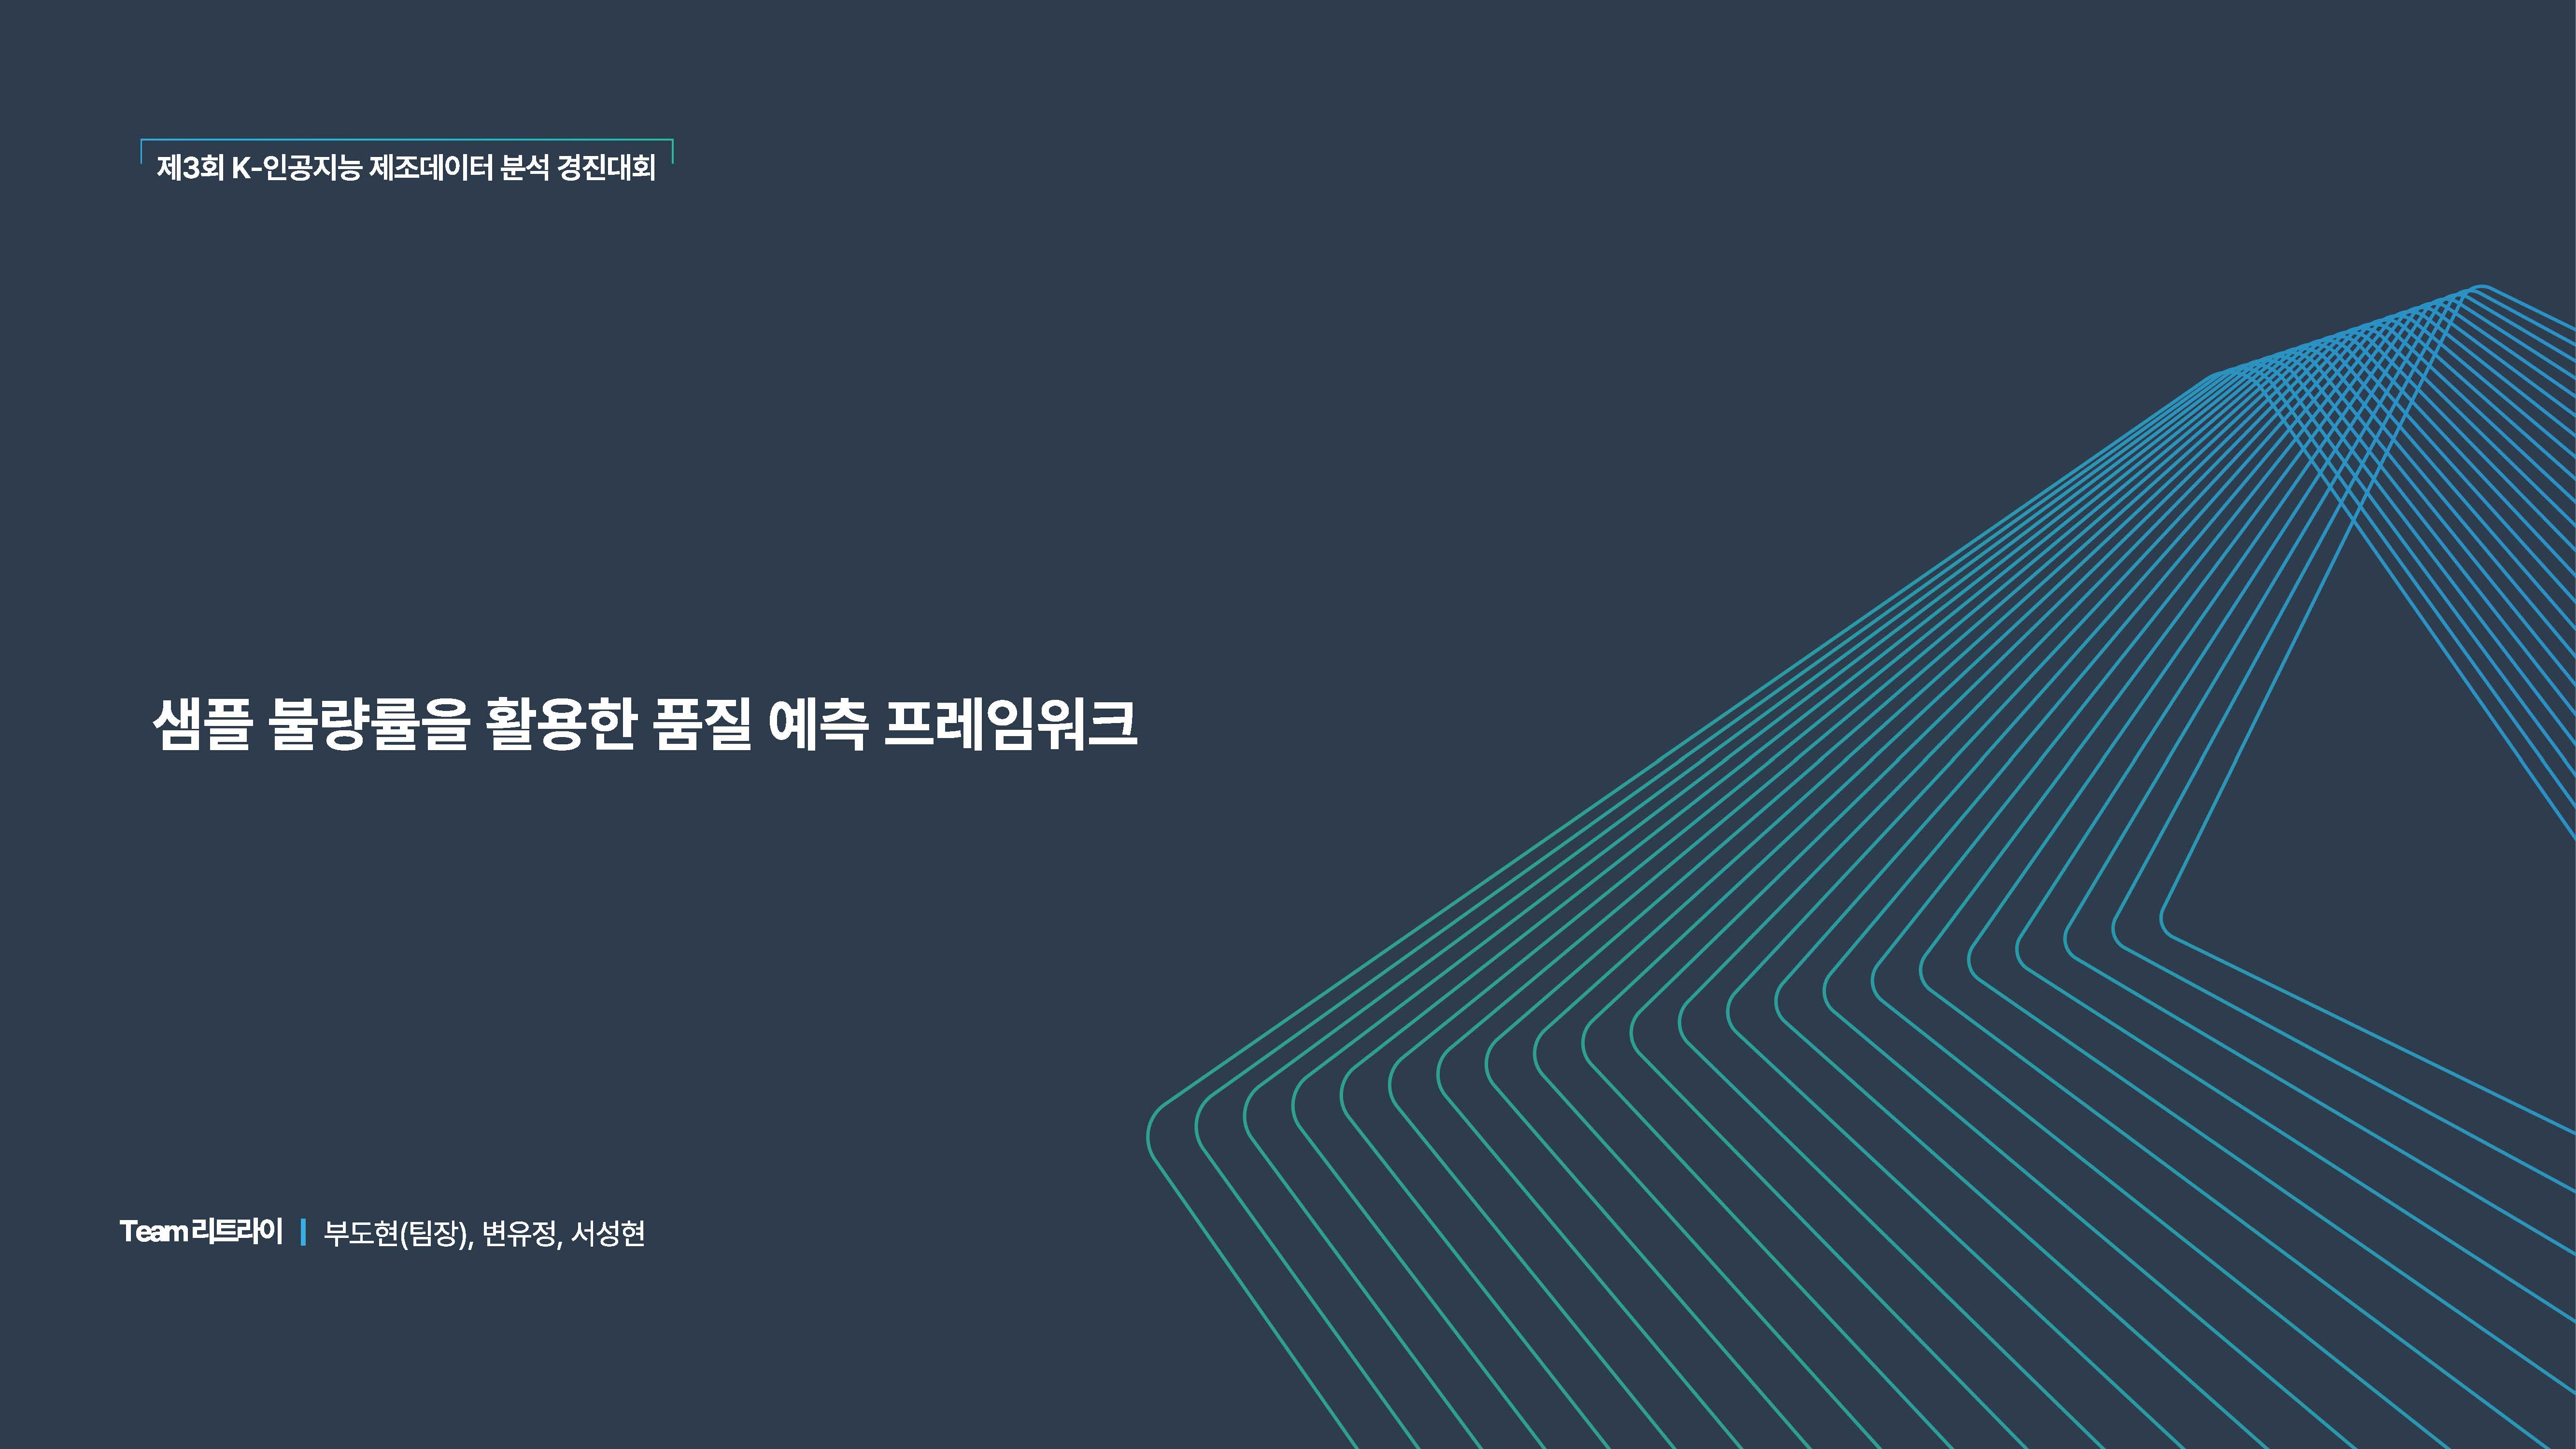 제3회 K-인공지능 제조데이터 분석 경진대회
샘플 불량률을 활용한 품질 예측 프레임워크
Team 리트라이 | 부도현(팀장), 변유정, 서성현